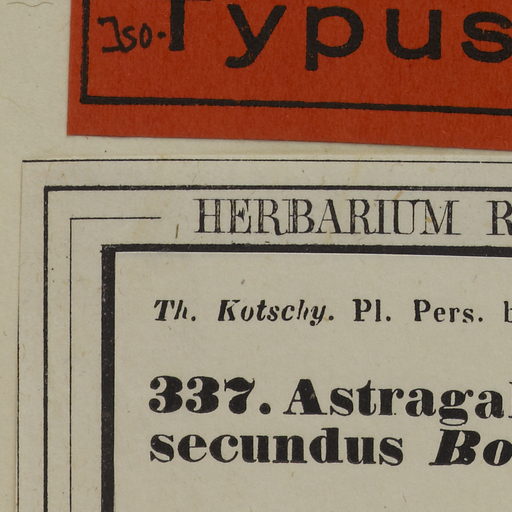 Iso. Typus
HERBARIUM R
Th. Kotschy. Pl. Pers. b
337. Astragal
secundus Bo